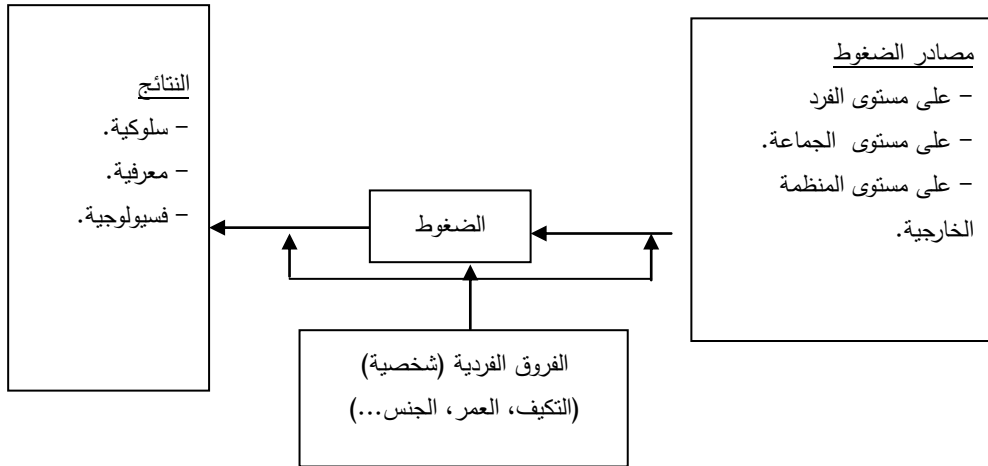 مصادر الضغوط
– على مستوى الفرد
– على مستوى الجماعة.
– على مستوى المنظمة
الخارجية.
الضغوط
النتائج
– سلوكية.
– معرفية.
– فسيولوجية.
الفروق الفردية (شخصية)
(التكيف، العمر، الجنس...)